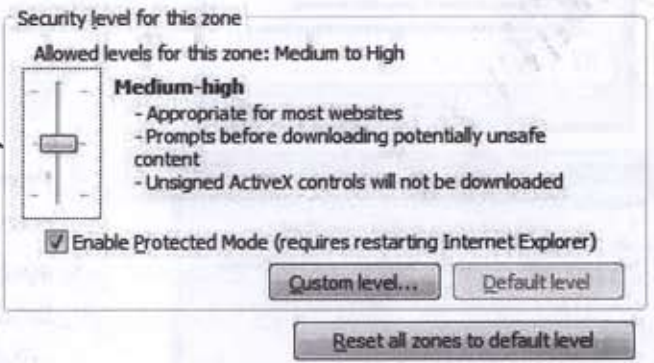 Security level for this zone
Allowed levels for this zone: Medium to High
Medium-high
- Appropriate for most websites
- Prompts before downloading potentially unsafe
content
- Unsigned ActiveX controls will not be downloaded
Enable Protected Mode (requires restarting Internet Explorer)
Custom level...
Default level
Reset all zones to default level